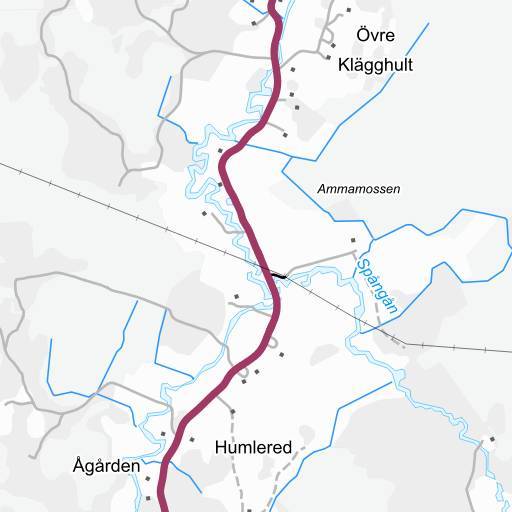 Övre
Klägghult
Ammamossen
Spångån
Humlered
Ågården